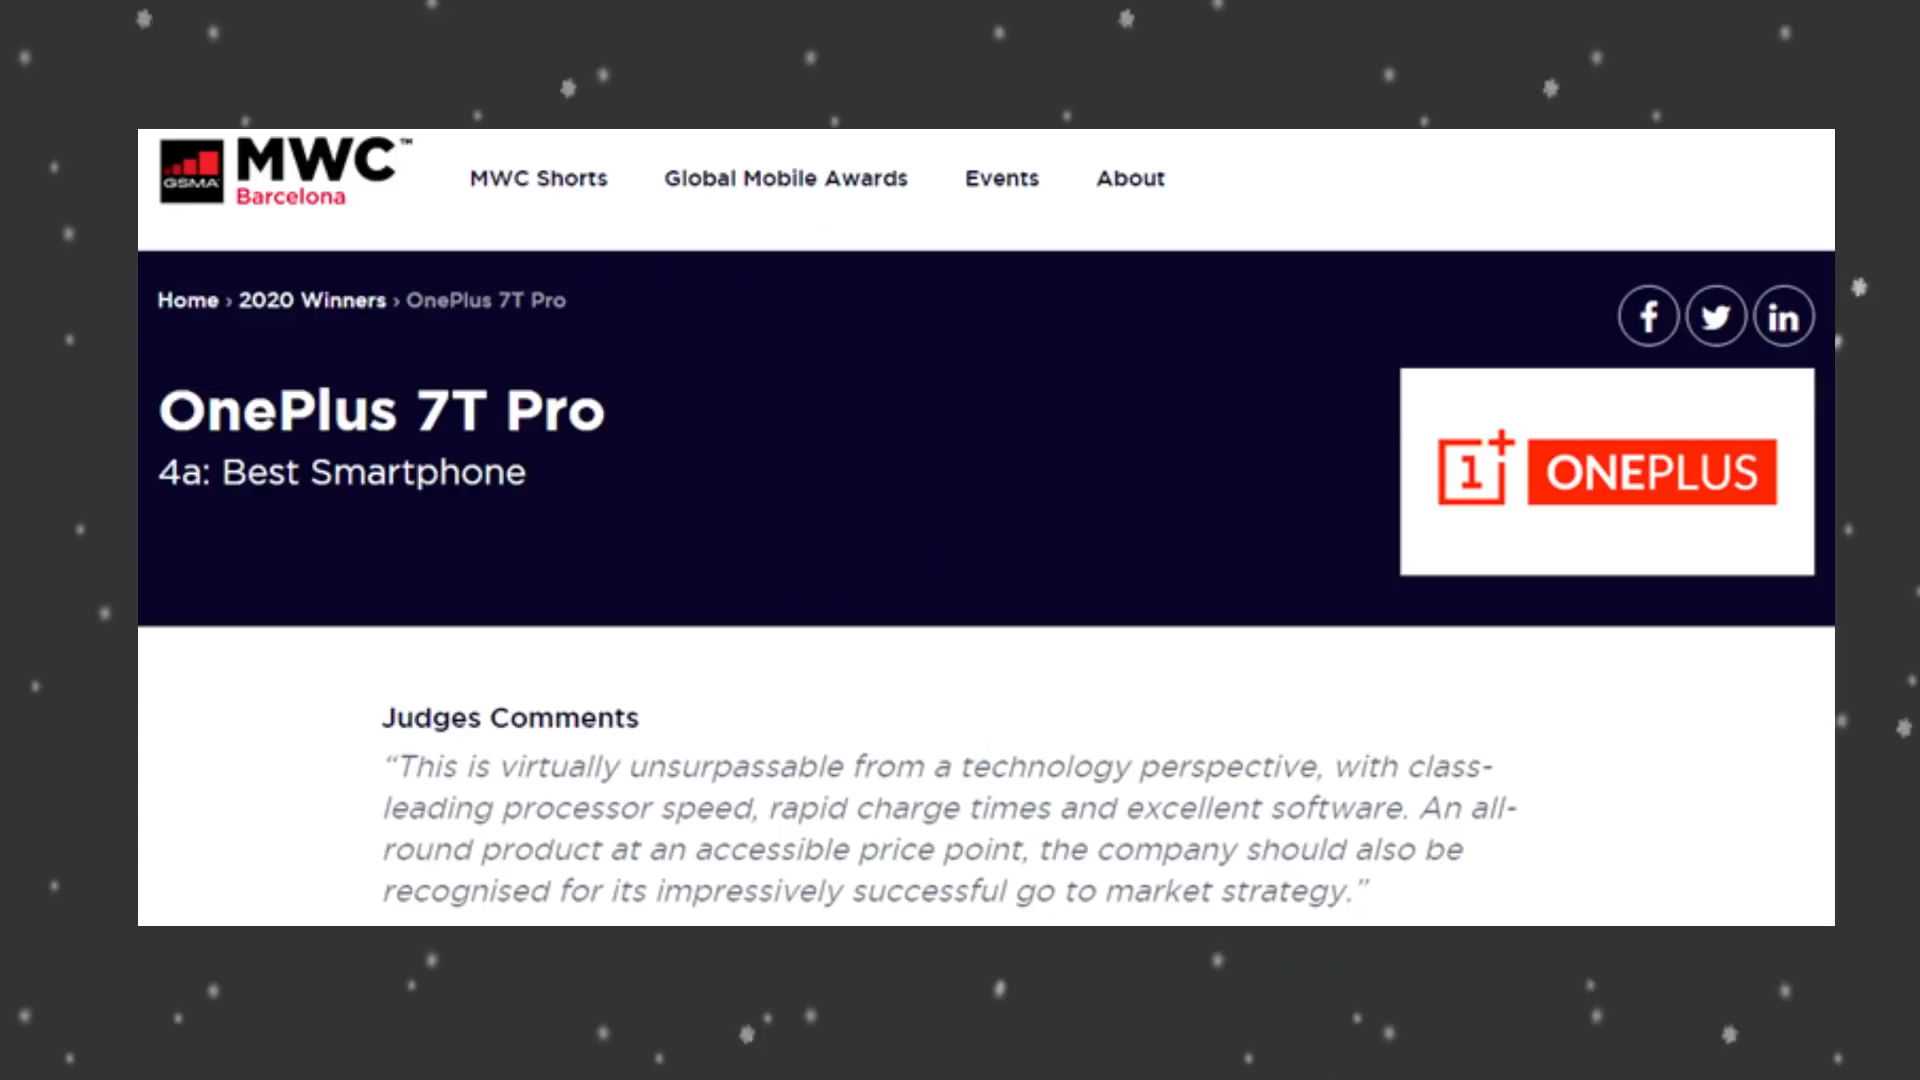 GSMA
MWC™
Barcelona
MWC Shorts
Global Mobile Awards
Events
About
Home › 2020 Winners › OnePlus 7T Pro
f
in
OnePlus 7T Pro
4a: Best Smartphone
1+ ONEPLUS
Judges Comments
“This is virtually unsurpassable from a technology perspective, with class-
leading processor speed, rapid charge times and excellent software. An all-
round product at an accessible price point, the company should also be
recognised for its impressively successful go to market strategy.”